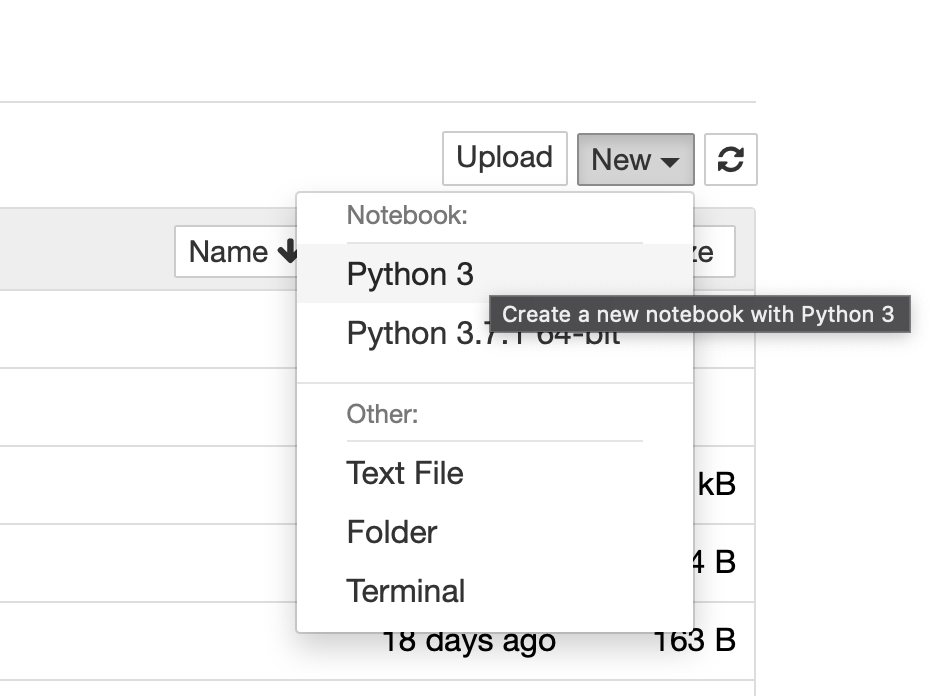 Upload New
Notebook:
Name
Python 3
Create a new notebook with Python 3
Python 3.7.1 64-bit
Other:
Text File
kB
Folder
4 B
Terminal
18 days ago 163 B